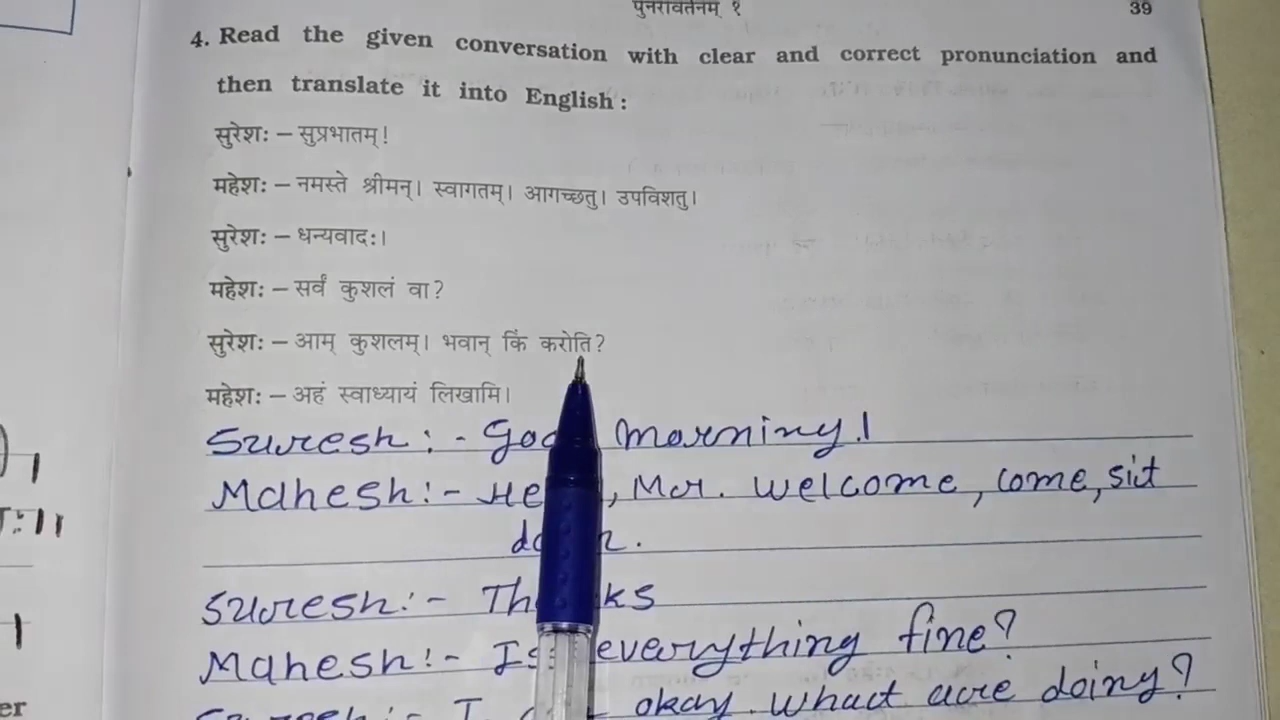 पुनरावर्तनम् १ 39
4. Read the given conversation with clear and correct pronunciation and
then translate it into English :
सुरेशः – सुप्रभातम्!
महेशः – नमस्ते श्रीमन्। स्वागतम्। आगच्छतु। उपविशतु।
सुरेशः – धन्यवादः।
महेशः – सर्वं कुशलं वा?
सुरेशः – आम् कुशलम्। भवान् किं करोति?
महेशः – अहं स्वाध्यायं लिखामि।
Suresh :- morning!
Mahesh :- , Mr. welcome, come, sit
Suresh :-
Mahesh :- everything fine?
okay. what are doing?
er